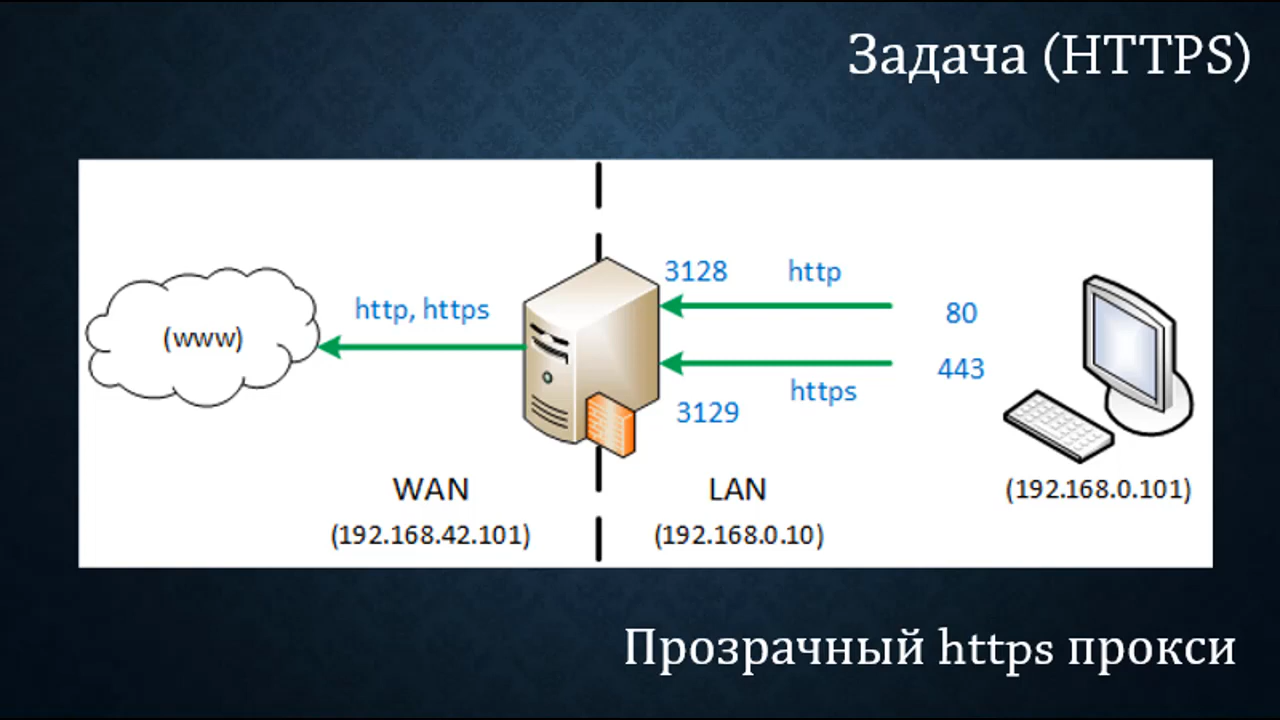 Задача (HTTPS)
3128 http
http, https
80
(www)
443
https
3129
WAN LAN
(192.168.0.101)
(192.168.42.101) (192.168.0.10)
Прозрачный https прокси